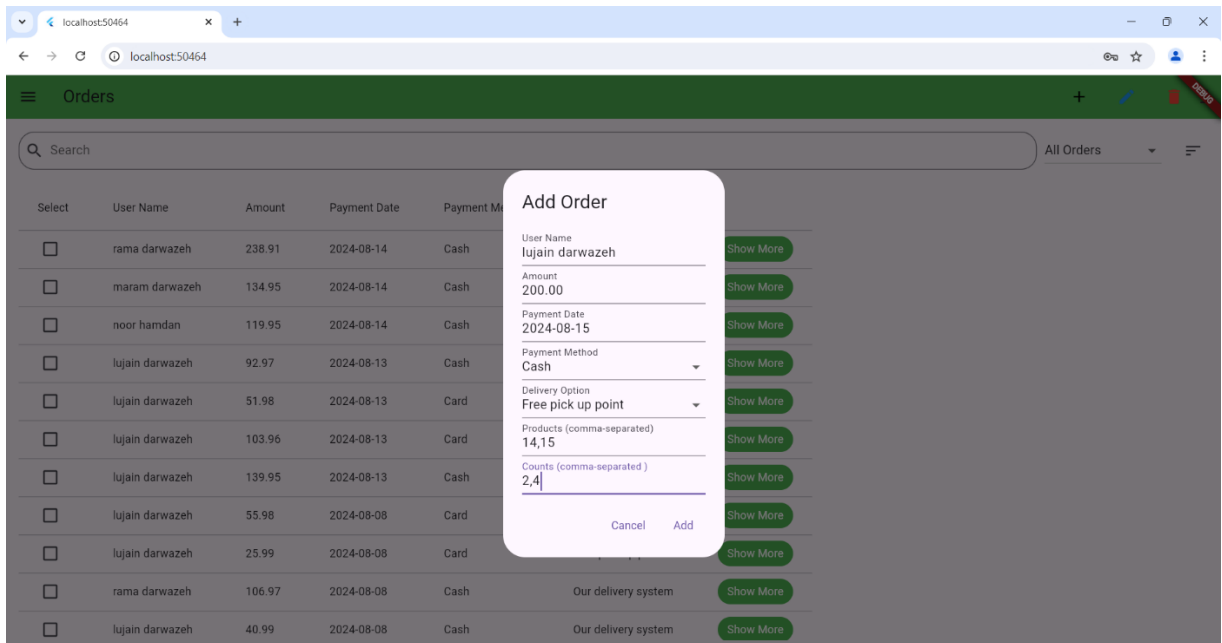 localhost:50464
localhost:50464
Orders
DEBUG
Search
All Orders
Select User Name Amount Payment Date Payment Me
rama darwazeh 238.91 2024-08-14 Cash Show More
maram darwazeh 134.95 2024-08-14 Cash Show More
noor hamdan 119.95 2024-08-14 Cash Show More
lujain darwazeh 92.97 2024-08-13 Cash Show More
lujain darwazeh 51.98 2024-08-13 Card Show More
lujain darwazeh 103.96 2024-08-13 Card Show More
lujain darwazeh 139.95 2024-08-13 Cash Show More
lujain darwazeh 55.98 2024-08-08 Card Show More
lujain darwazeh 25.99 2024-08-08 Card Show More
rama darwazeh 106.97 2024-08-08 Cash Our delivery system Show More
lujain darwazeh 40.99 2024-08-08 Cash Our delivery system Show More
Add Order
User Name
lujain darwazeh
Amount
200.00
Payment Date
2024-08-15
Payment Method
Cash
Delivery Option
Free pick up point
Products (comma-separated)
14,15
Counts (comma-separated )
2,4
Cancel Add